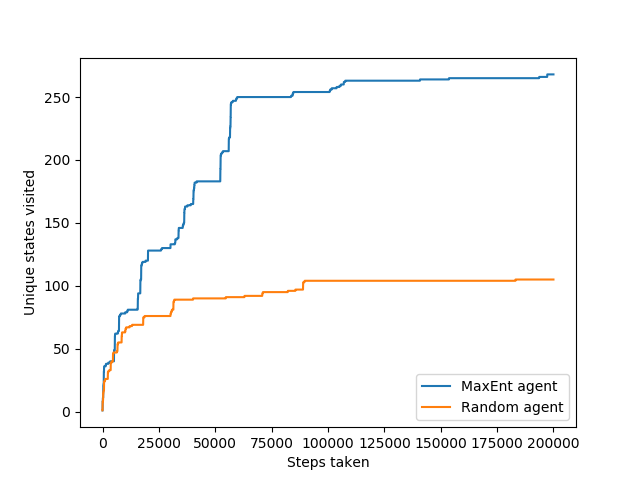 250
200
150
100
50
0
Unique states visited
MaxEnt agent
Random agent
0 25000 50000 75000 100000 125000 150000 175000 200000
Steps taken